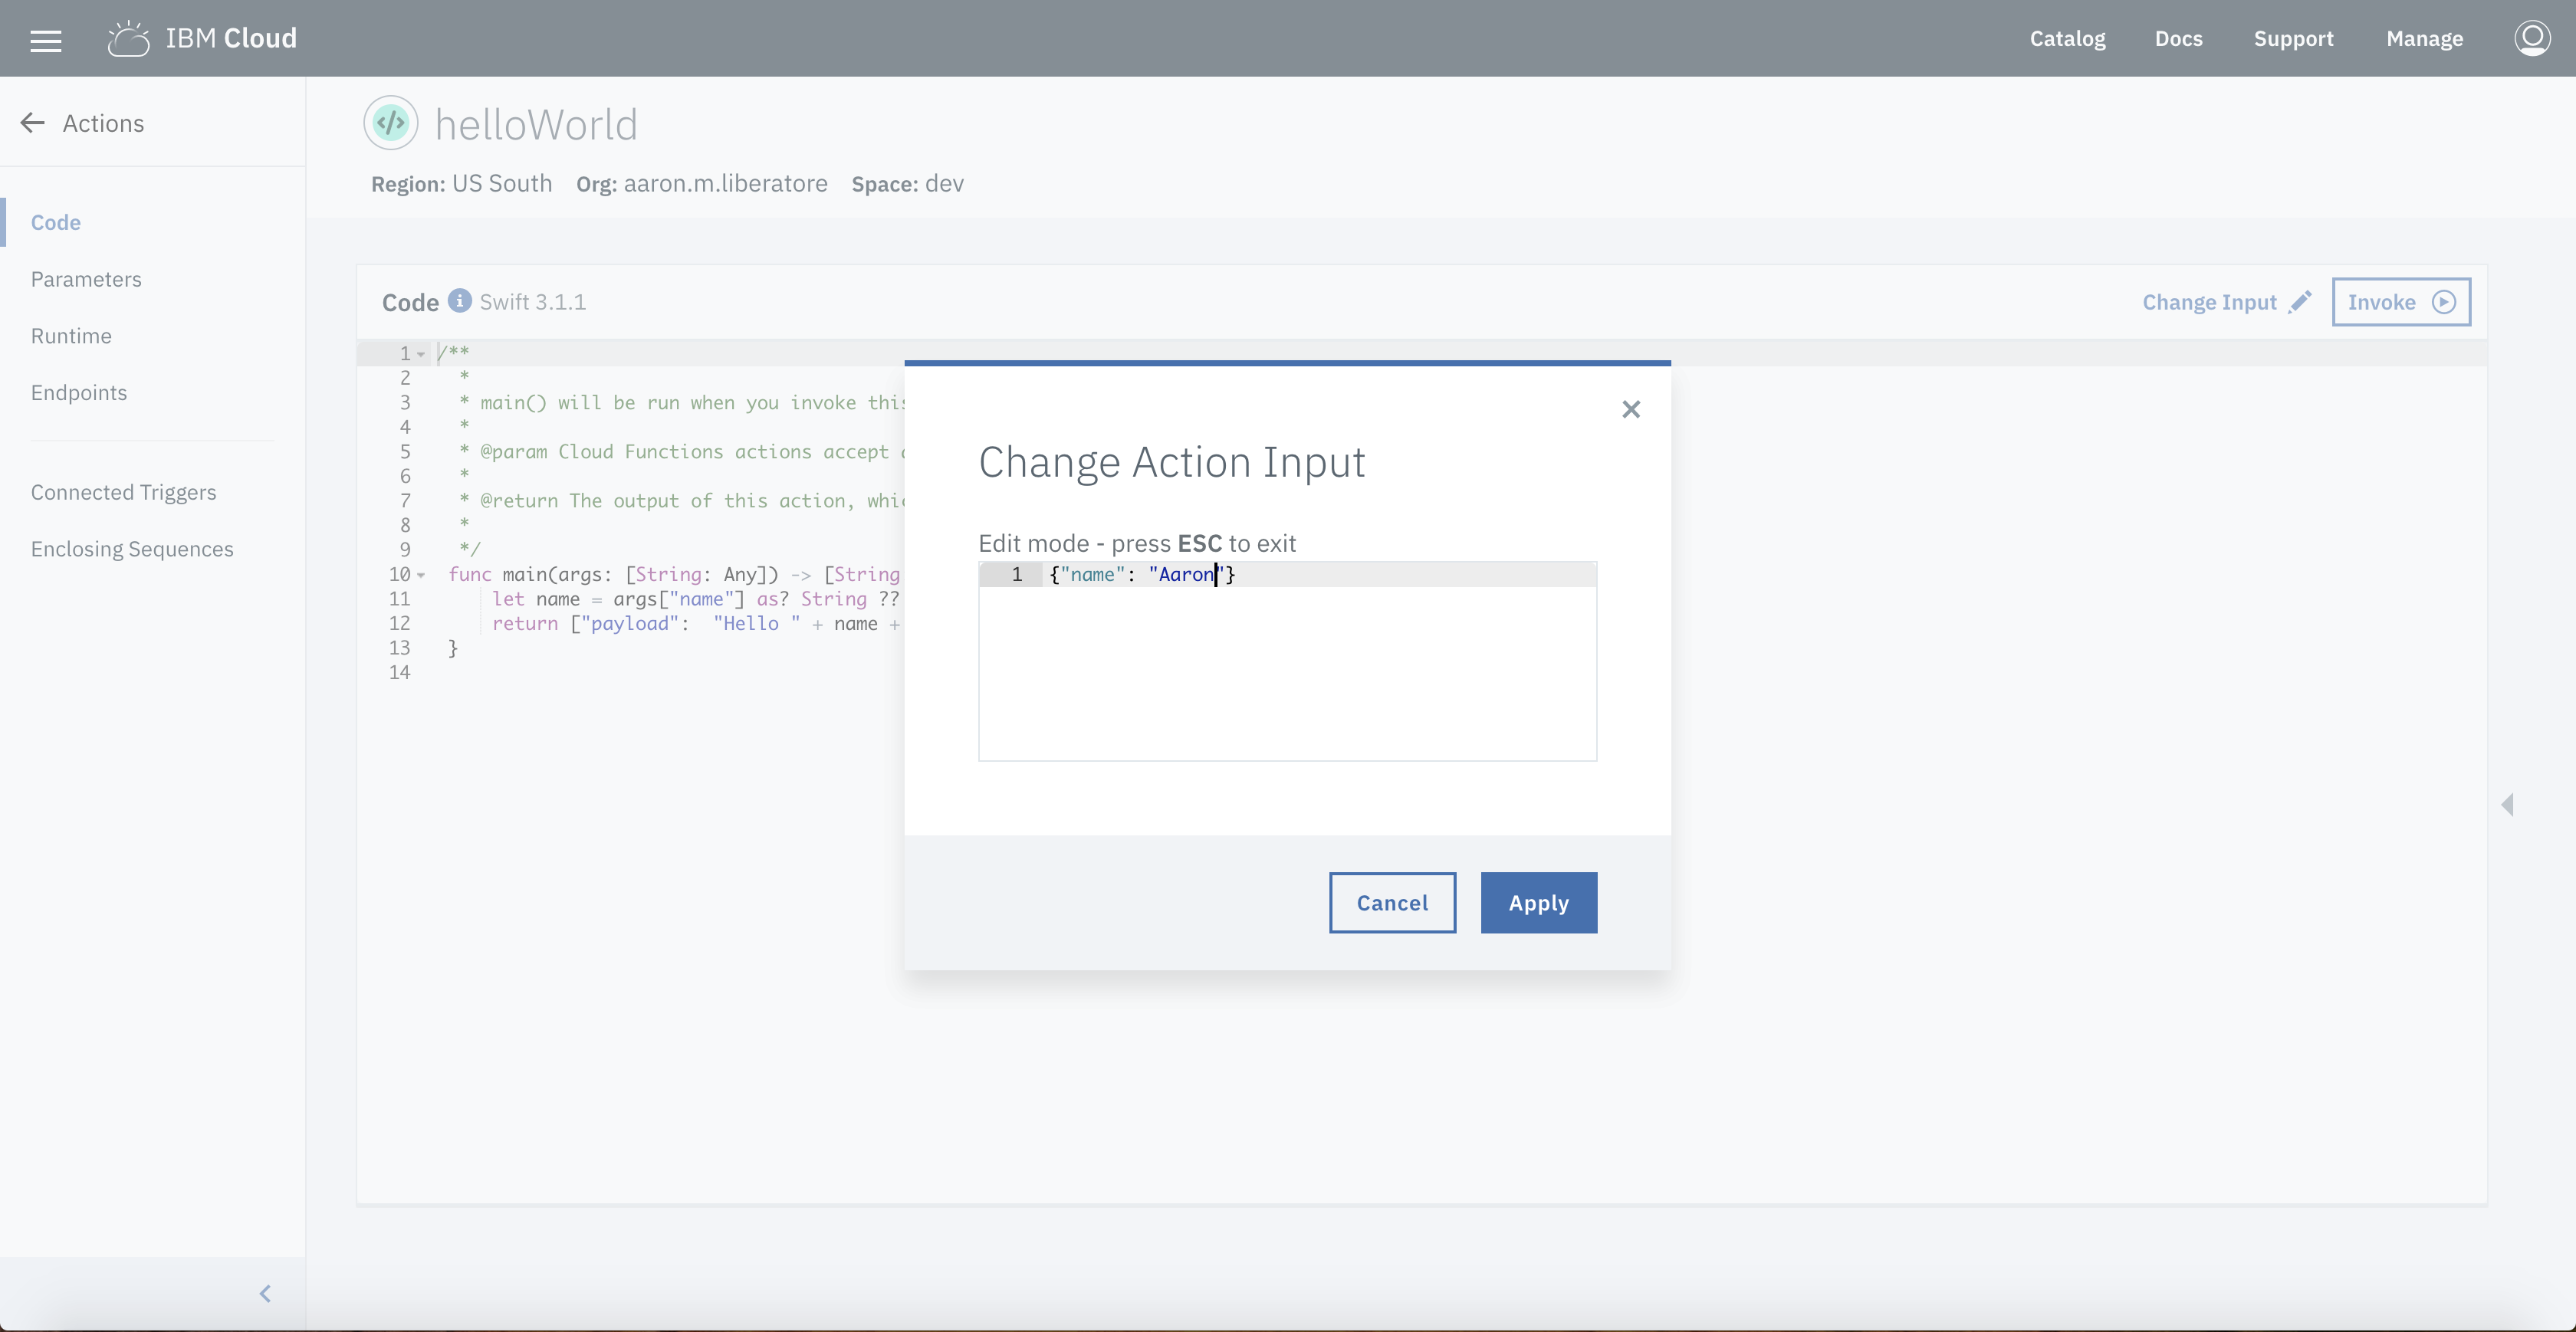 IBM Cloud
Catalog Docs Support Manage
Actions
Code
Parameters
Runtime
Endpoints
Connected Triggers
Enclosing Sequences
helloWorld
Region: US South Org: aaron.m.liberatore Space: dev
Code Swift 3.1.1
Change Input Invoke
1 /**
2 *
3 * main() will be run when you invoke this
4 *
5 * @param Cloud Functions actions accept
6 *
7 * @return The output of this action,
8 *
9 */
10 func main(args: [String: Any]) -> [String
11 let name = args["name"] as? String ??
12 return ["payload": "Hello " + name +
13 }
14
Change Action Input
Edit mode - press ESC to exit
1 {"name": "Aaron"}
Cancel Apply